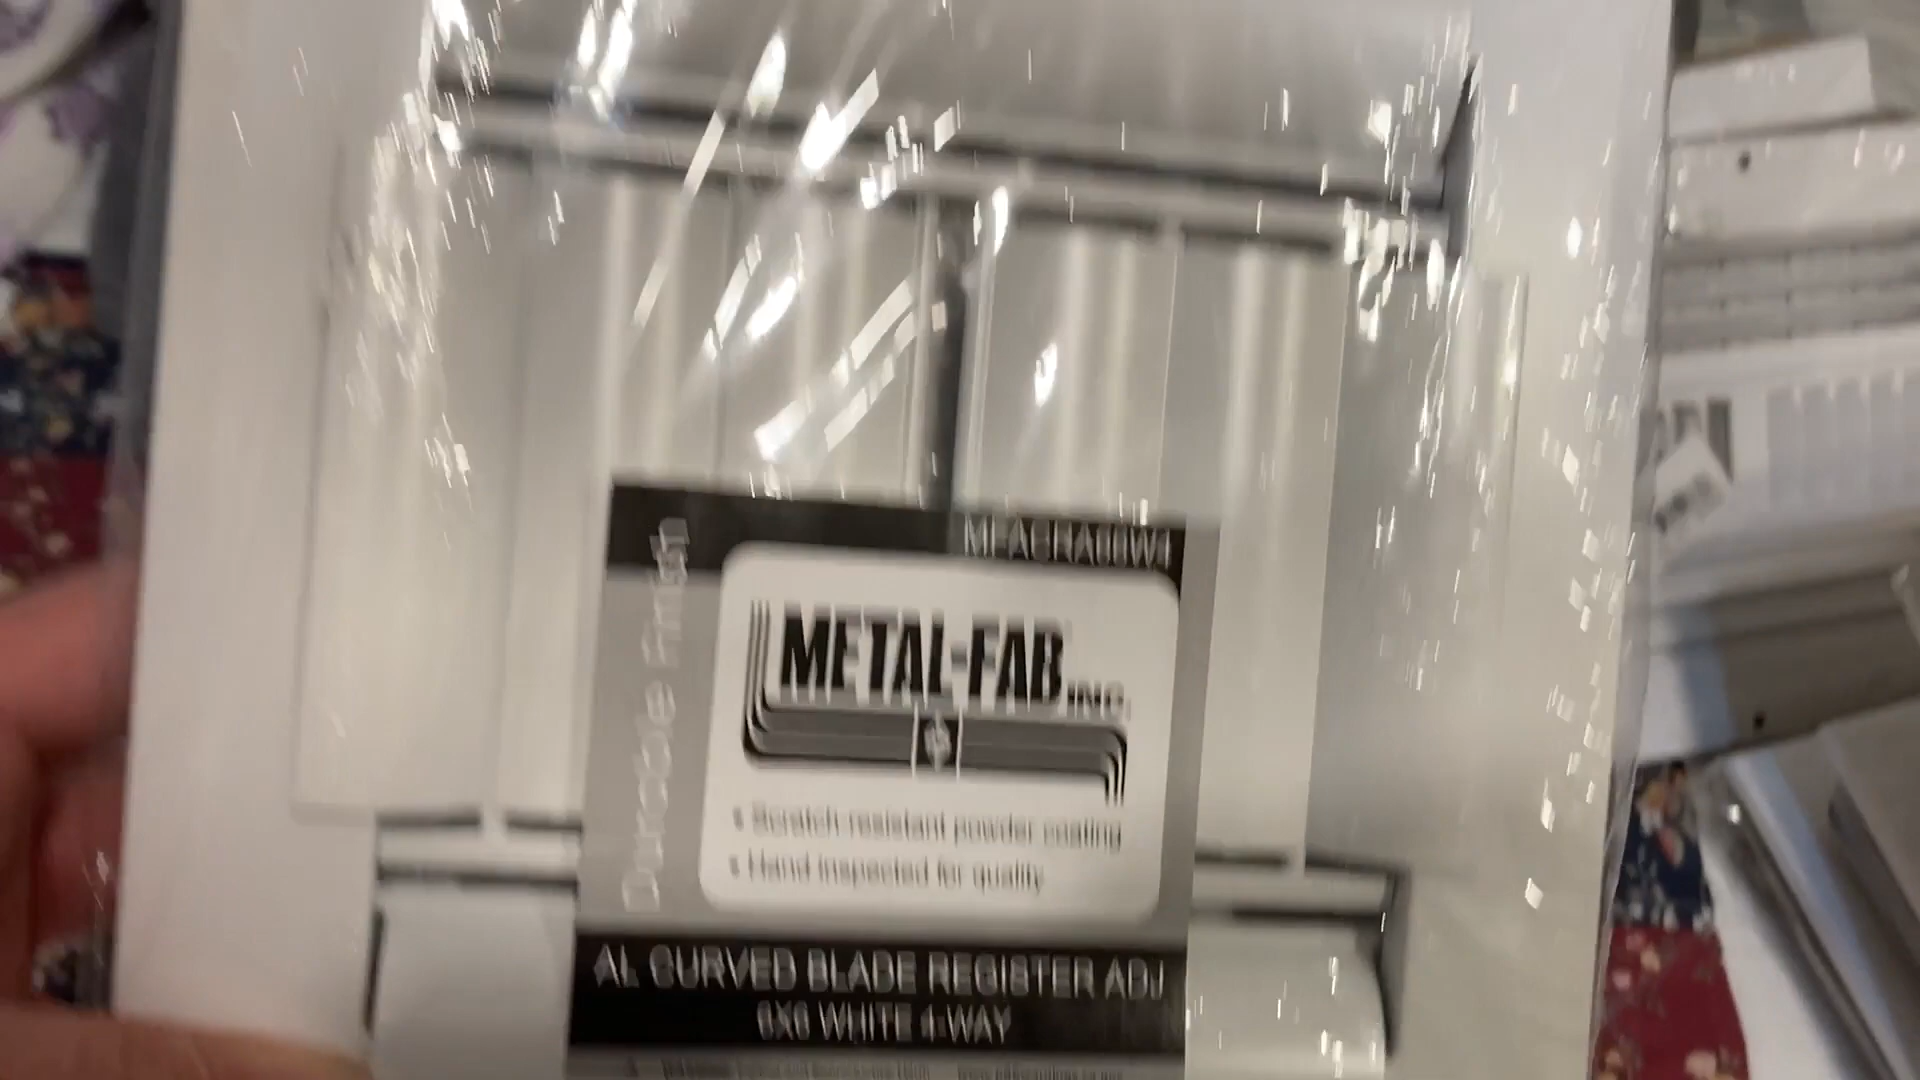 Durable Finish
METAL-FAB INC
• Scratch resistant powder coating
• Hand inspected for quality
AL CURVED BLADE REGISTER ADJ
6X6 WHITE 4-WAY